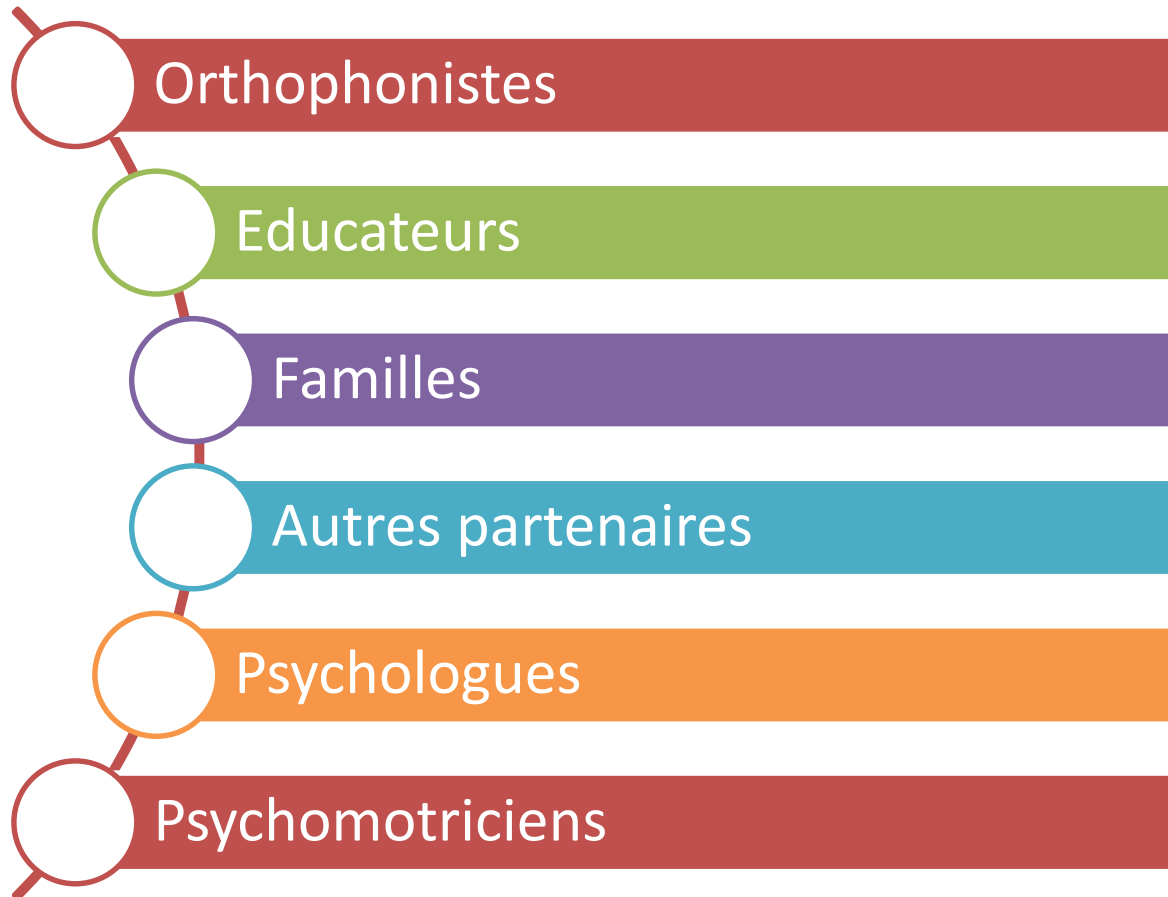 Orthophonistes
Educateurs
Familles
Autres partenaires
Psychologues
Psychomotriciens